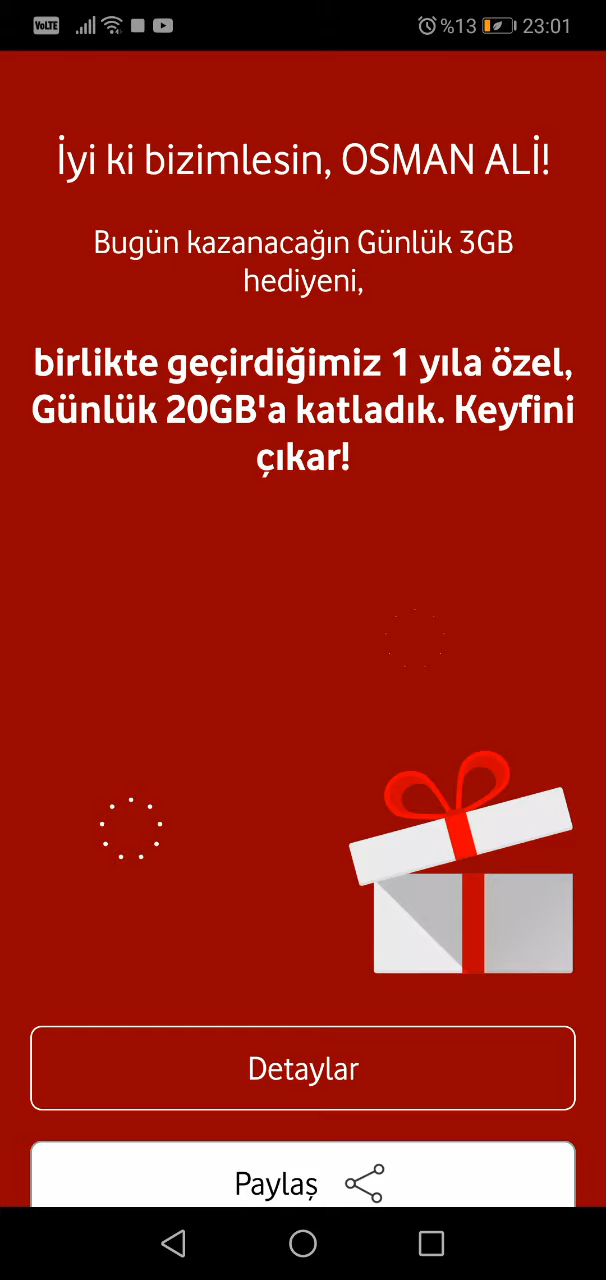 VoLTE %13 23:01
İyi ki bizimlesin, OSMAN ALİ!
Bugün kazanacağın Günlük 3GB
hediyeni,
birlikte geçirdiğimiz 1 yıla özel,
Günlük 20GB'a katladık. Keyfini
çıkar!
Detaylar
Paylaş